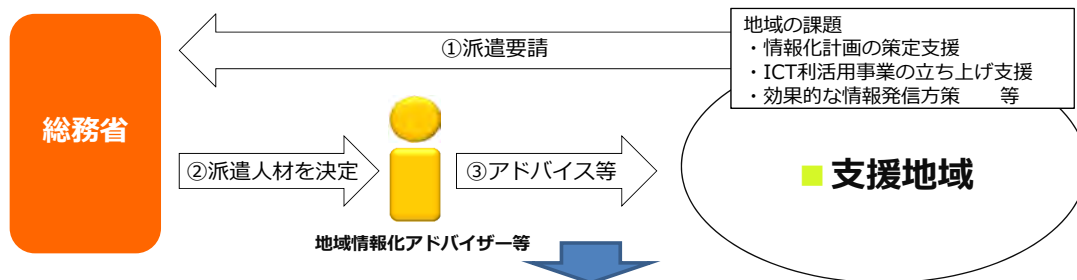 地域の課題
・情報化計画の策定支援
・ICT利活用事業の立ち上げ支援
・効果的な情報発信方策　　等
①派遣要請
総務省
②派遣人材を決定
③アドバイス等
支援地域
地域情報化アドバイザー等